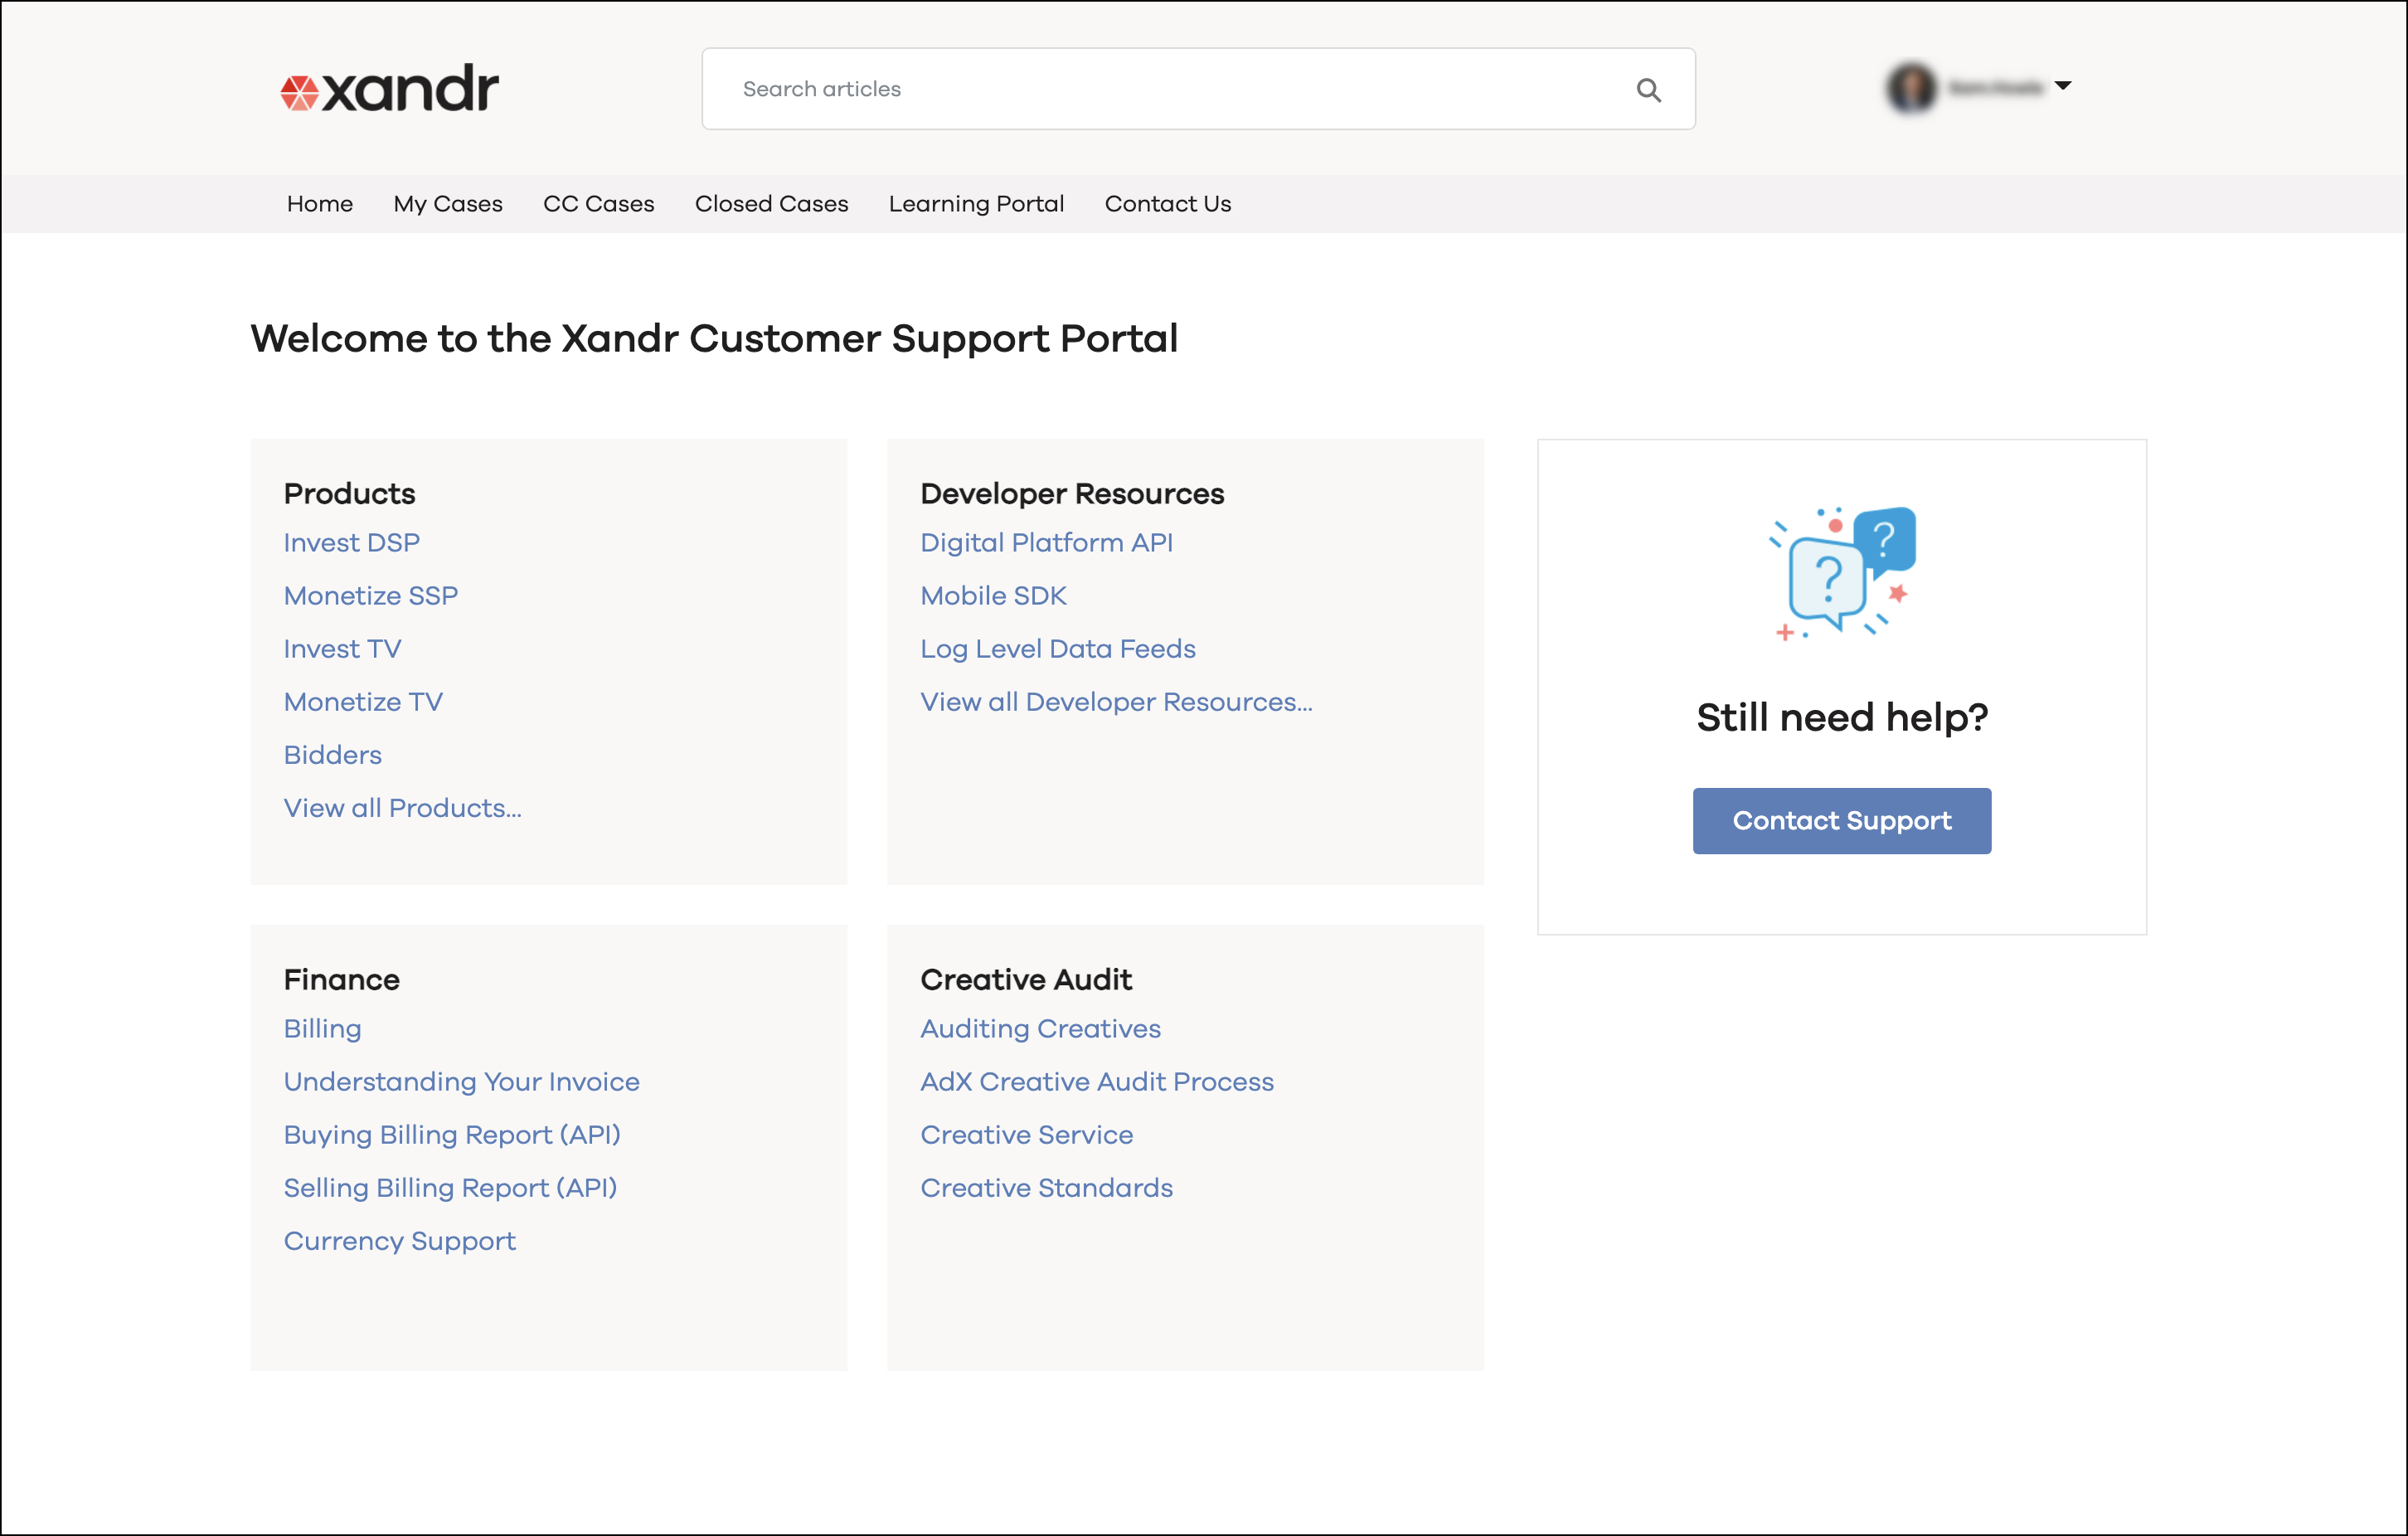 xandr
Search articles
Home My Cases CC Cases Closed Cases Learning Portal Contact Us
Welcome to the Xandr Customer Support Portal
Products
Invest DSP
Monetize SSP
Invest TV
Monetize TV
Bidders
View all Products...
Developer Resources
Digital Platform API
Mobile SDK
Log Level Data Feeds
View all Developer Resources...
?
?
Still need help?
Contact Support
Finance
Billing
Understanding Your Invoice
Buying Billing Report (API)
Selling Billing Report (API)
Currency Support
Creative Audit
Auditing Creatives
AdX Creative Audit Process
Creative Service
Creative Standards